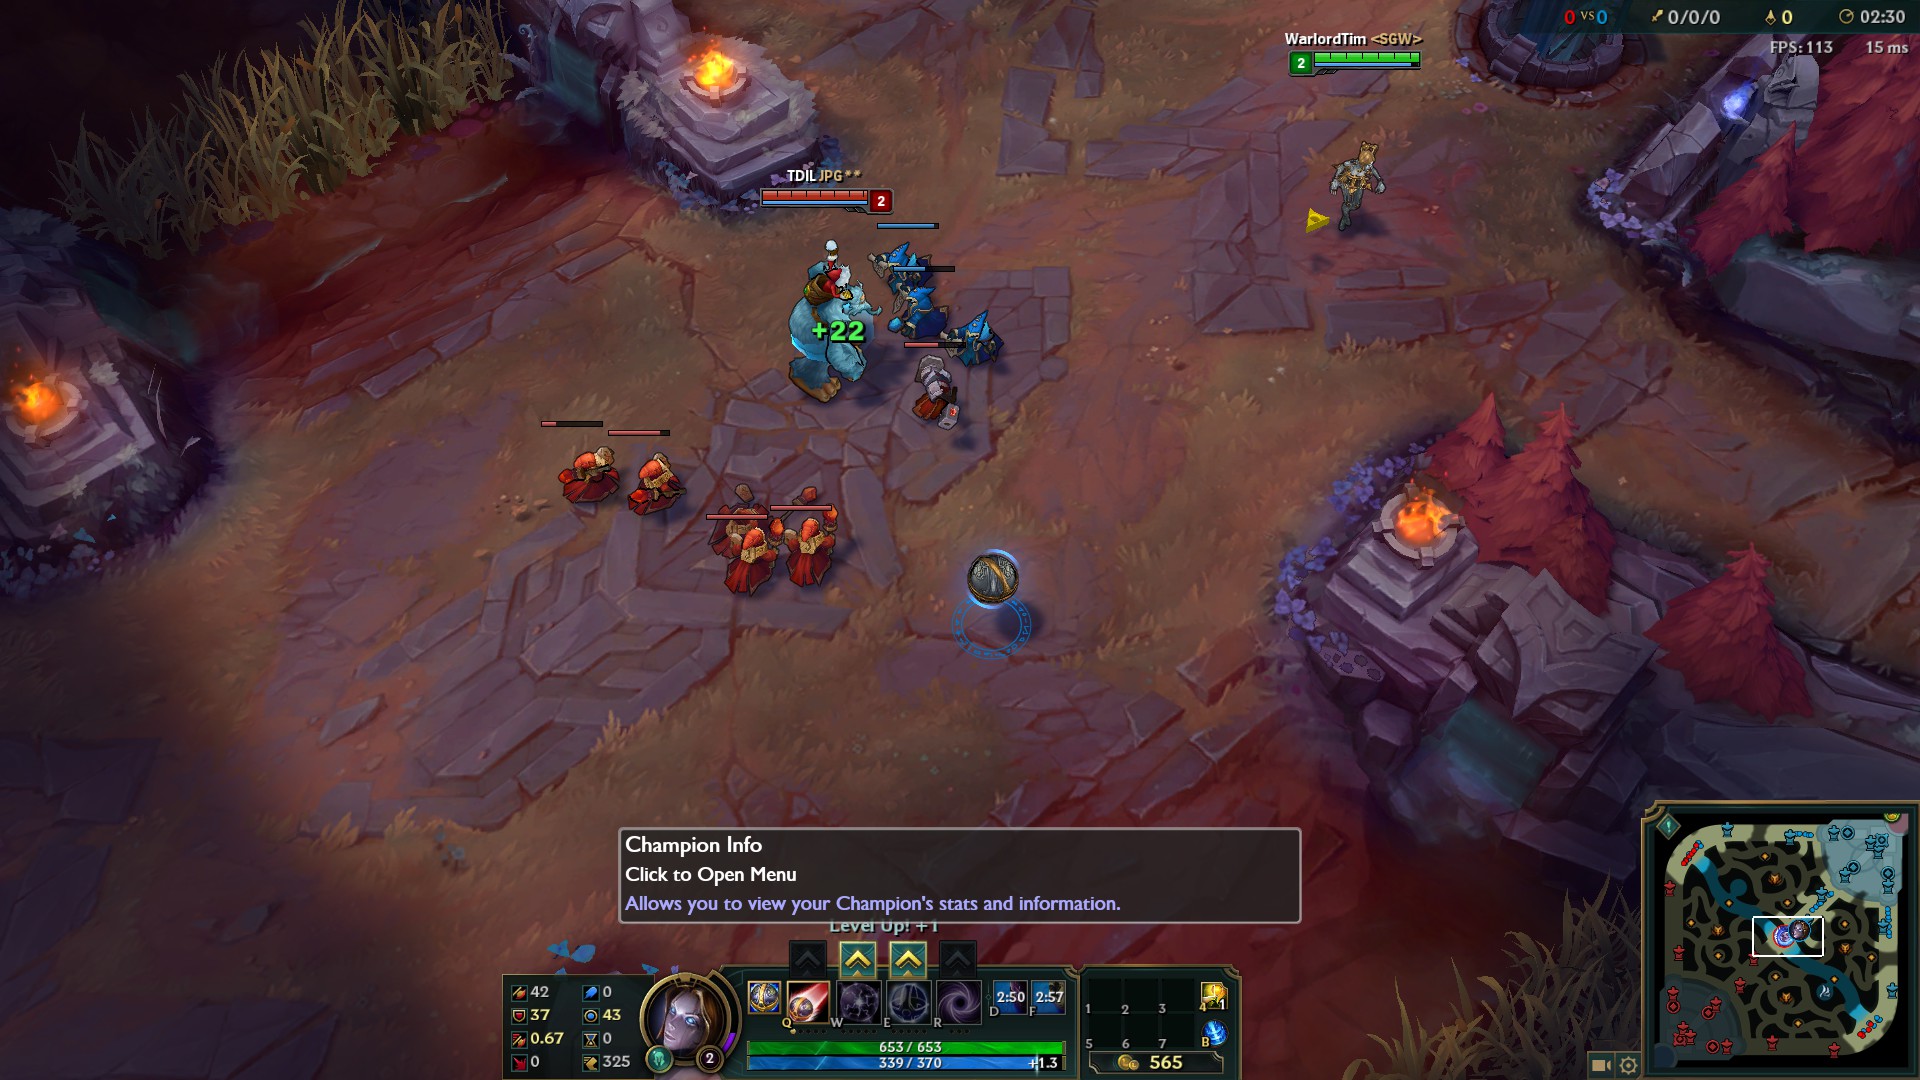 0 VS 0
0/0/0
0
02:30
FPS: 113
15 ms
WarlordTim <SGW>
2
TDIL JPG**
2
+22
Champion Info
Click to Open Menu
Allows you to view your Champion's stats and information.
Level Up! +1
42
0
37
43
0.67
0
0
325
2
Q
W
E
R
2:50
D
2:57
F
653 / 653
339 / 370
+1.3
1
2
3
4
1
5
6
7
B
565